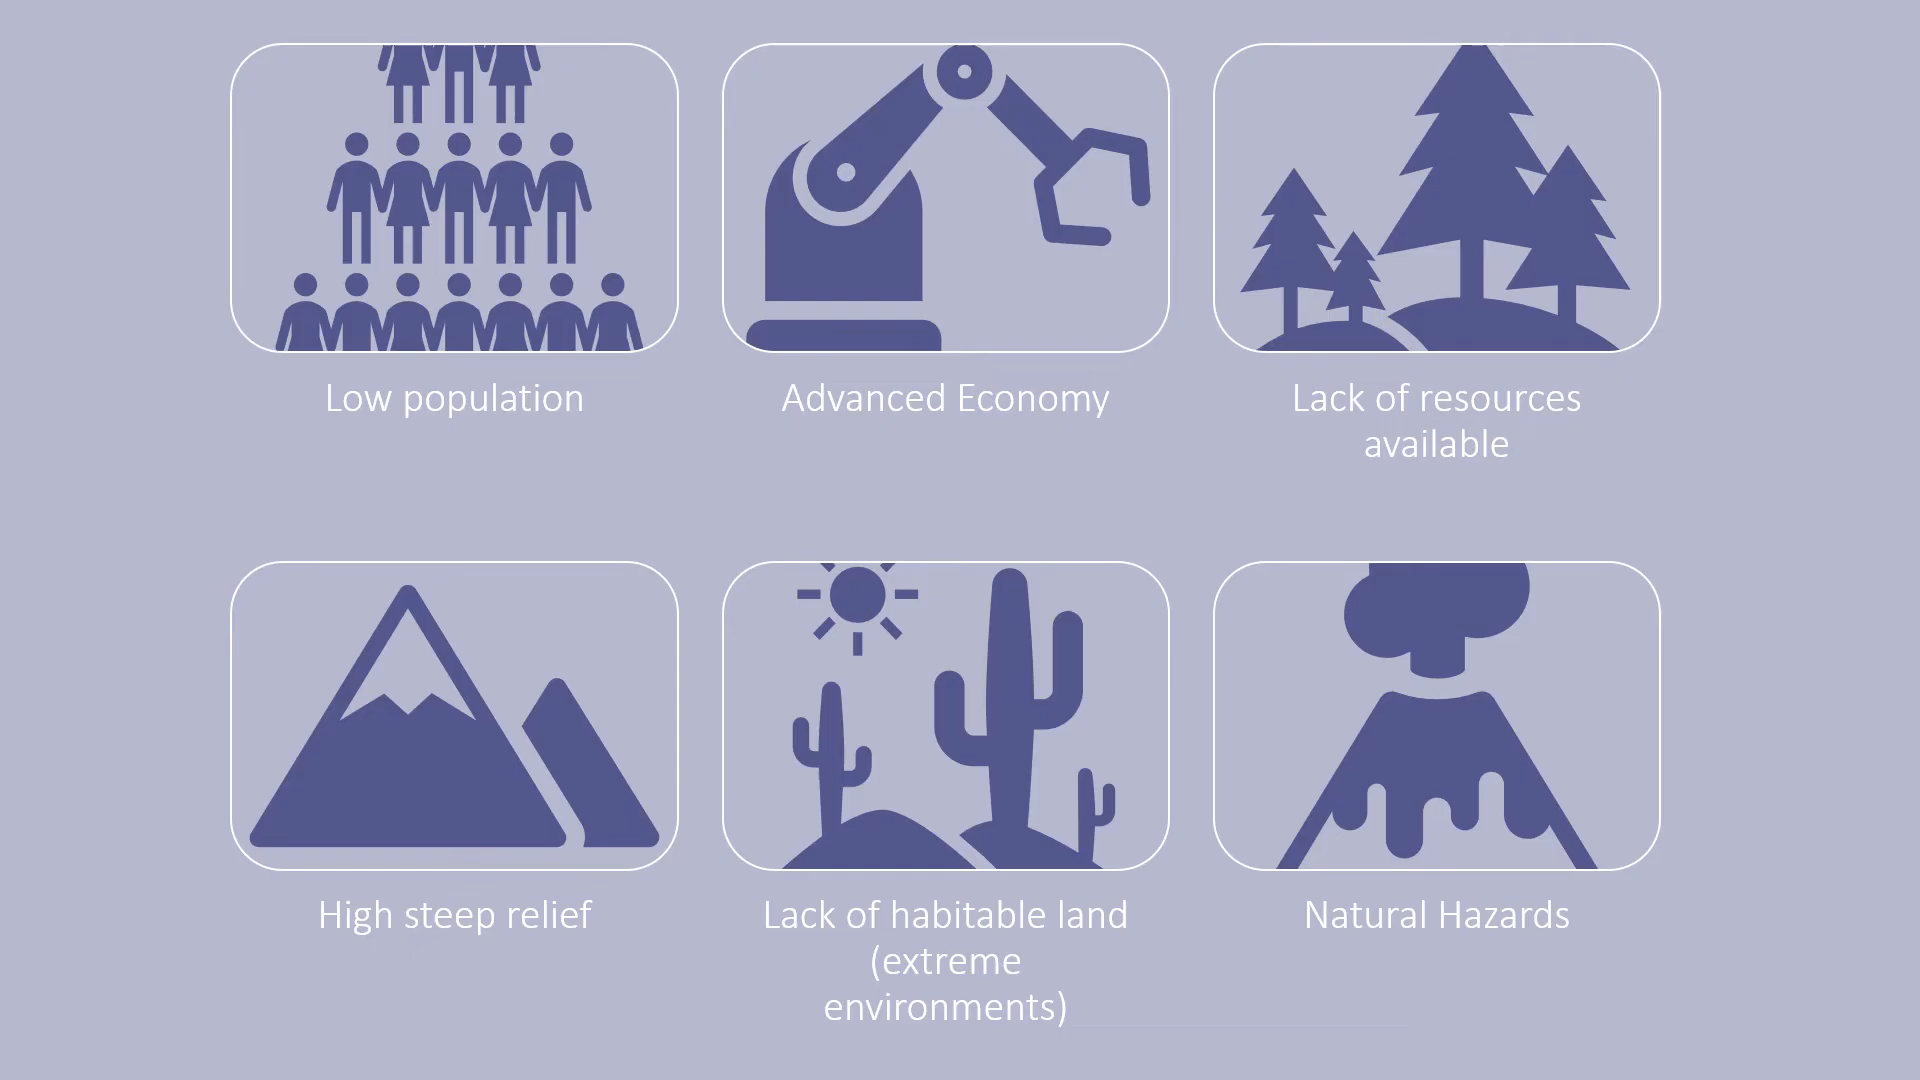 Low population
Advanced Economy
Lack of resources
available
High steep relief
Lack of habitable land
(extreme
environments)
Natural Hazards